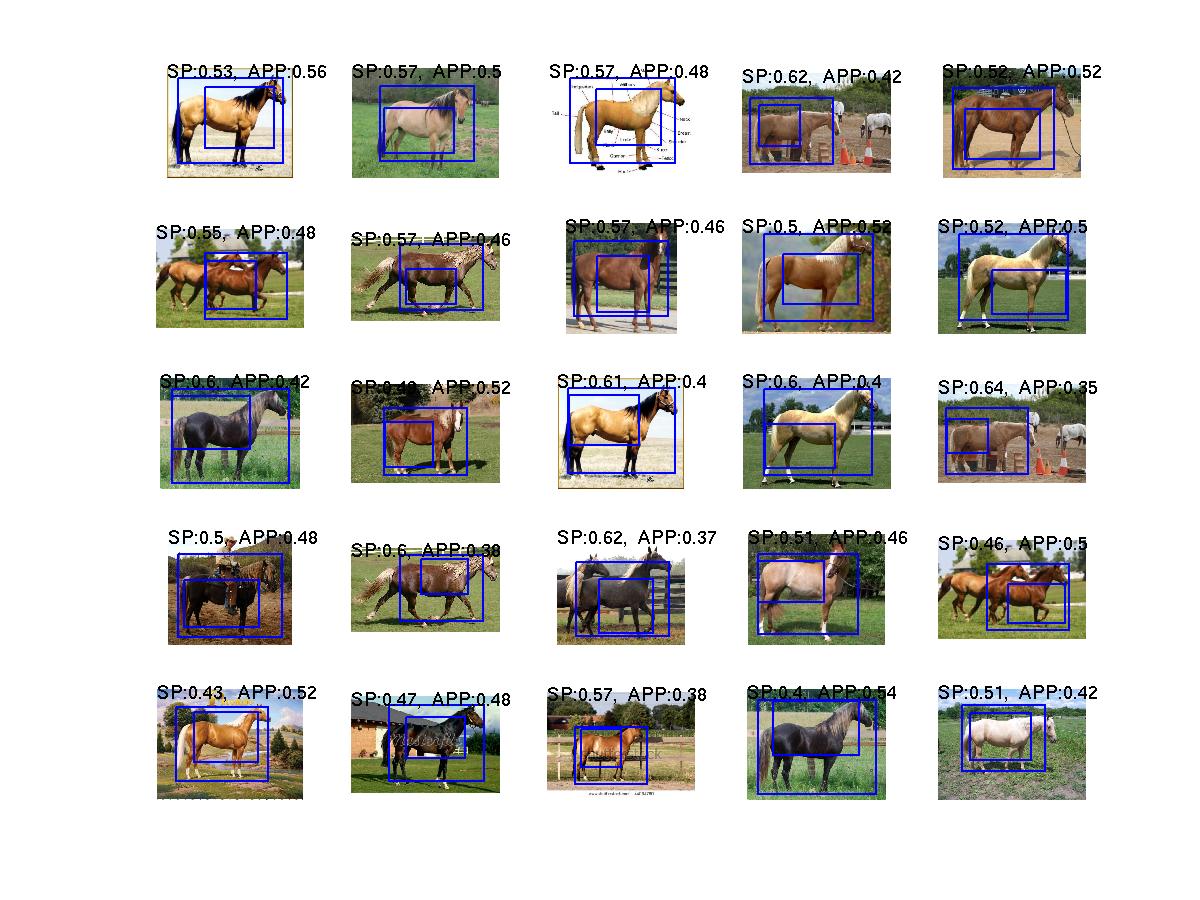 SP:0.53, APP:0.56
SP:0.57, APP:0.5
SP:0.57, APP:0.48
SP:0.62, APP:0.42
SP:0.52, APP:0.52
Tail
Neck
SP:0.55, APP:0.48
SP:0.57, APP:0.46
SP:0.57, APP:0.46
SP:0.5, APP:0.52
SP:0.52, APP:0.5
SP:0.6, APP:0.42
SP:0.48, APP:0.52
SP:0.61, APP:0.4
SP:0.6, APP:0.4
SP:0.64, APP:0.35
SP:0.5, APP:0.48
SP:0.6, APP:0.38
SP:0.62, APP:0.37
SP:0.51, APP:0.46
SP:0.46, APP:0.5
SP:0.43, APP:0.52
SP:0.47, APP:0.48
SP:0.57, APP:0.38
SP:0.4, APP:0.54
SP:0.51, APP:0.42